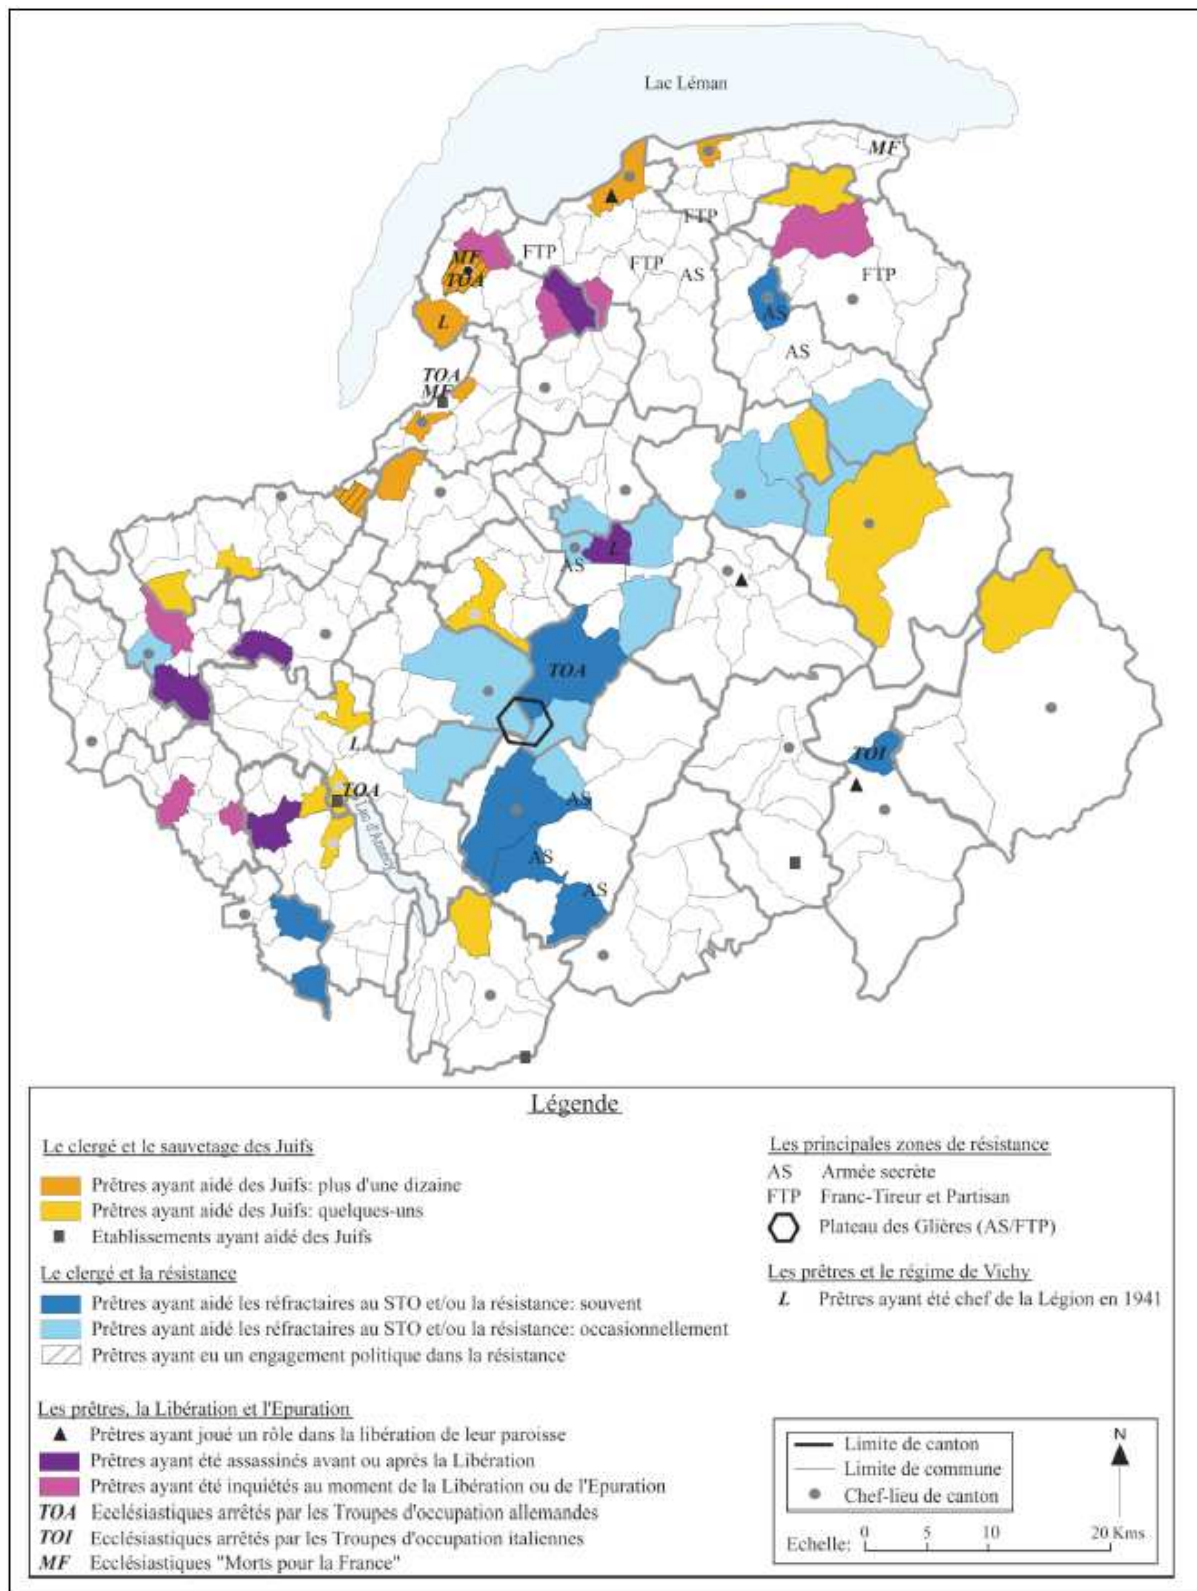 Lac Léman
MF
FTP
MF
TOA
FTP
FTP
AS
FTP
L
AS
AS
TOA
MF
L
AS
TOA
L
TOI
TOA
AS
Lac d'Annecy
AS
AS
Légende
Le clergé et le sauvetage des Juifs
Prêtres ayant aidé des Juifs: plus d'une dizaine
Prêtres ayant aidé des Juifs: quelques-uns
Etablissements ayant aidé des Juifs
Le clergé et la résistance
Prêtres ayant aidé les réfractaires au STO et/ou la résistance: souvent
Prêtres ayant aidé les réfractaires au STO et/ou la résistance: occasionnellement
Prêtres ayant eu un engagement politique dans la résistance
Les prêtres, la Libération et l'Epuration
Prêtres ayant joué un rôle dans la libération de leur paroisse
Prêtres ayant été assassinés avant ou après la Libération
Prêtres ayant été inquiétés au moment de la Libération ou de l'Epuration
TOA Ecclésiastiques arrêtés par les Troupes d'occupation allemandes
TOI Ecclésiastiques arrêtés par les Troupes d'occupation italiennes
MF Ecclésiastiques "Morts pour la France"
Les principales zones de résistance
AS Armée secrète
FTP Franc-Tireur et Partisan
Plateau des Glières (AS/FTP)
Les prêtres et le régime de Vichy
L Prêtres ayant été chef de la Légion en 1941
Limite de canton
Limite de commune
Chef-lieu de canton
N
Echelle: 0 5 10 20 Kms